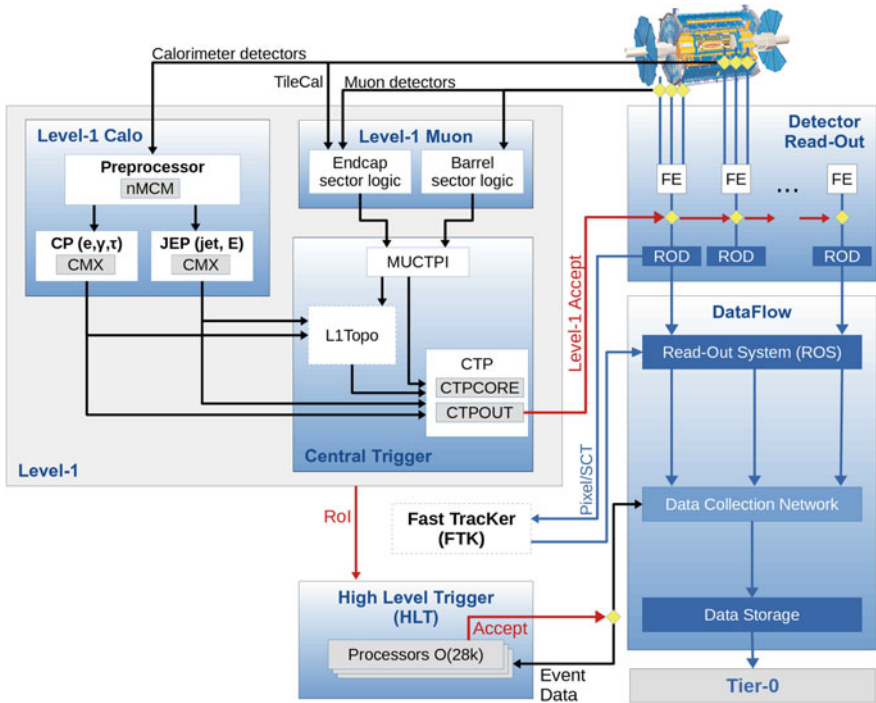 Calorimeter detectors
TileCal
Muon detectors
Level-1 Calo
Preprocessor
nMCM
CP (e,γ,τ)
CMX
JEP (jet, E)
CMX
Level-1 Muon
Endcap
sector logic
Barrel
sector logic
MUCTPI
L1Topo
CTP
CTPCORE
CTPOUT
Central Trigger
Level-1
Level-1 Accept
Detector
Read-Out
FE
FE
...
FE
ROD
ROD
ROD
DataFlow
Read-Out System (ROS)
Pixel/SCT
Data Collection Network
Data Storage
Tier-0
RoI
Fast TracKer
(FTK)
High Level Trigger
(HLT)
Accept
Processors O(28k)
Event
Data